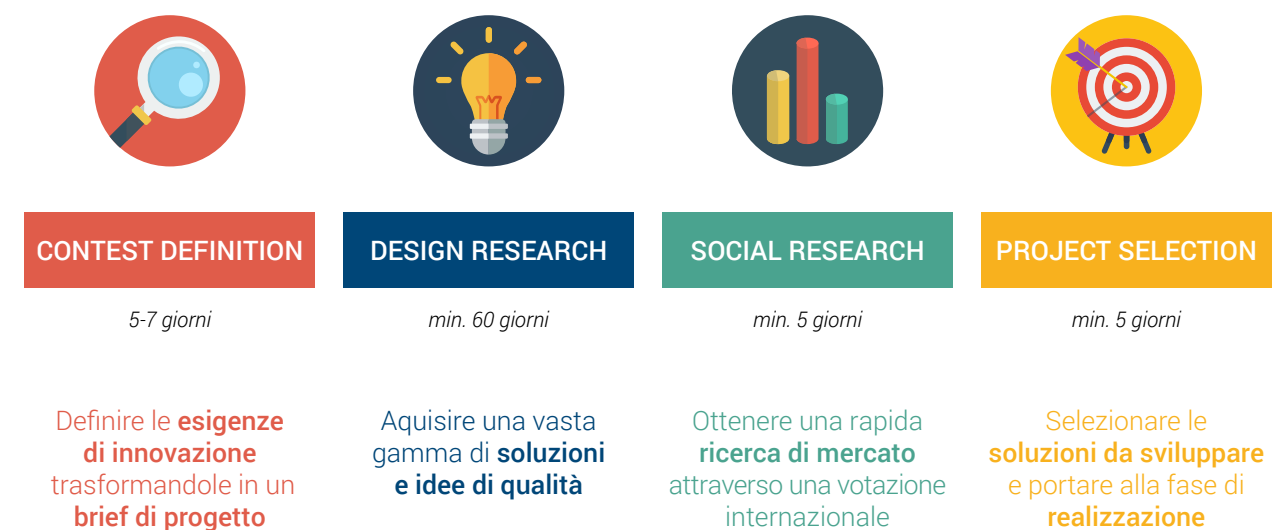 CONTEST DEFINITION
5-7 giorni
Definire le esigenze
di innovazione
trasformandole in un
brief di progetto
DESIGN RESEARCH
min. 60 giorni
Aquisire una vasta
gamma di soluzioni
e idee di qualità
SOCIAL RESEARCH
min. 5 giorni
Ottenere una rapida
ricerca di mercato
attraverso una votazione
internazionale
PROJECT SELECTION
min. 5 giorni
Selezionare le
soluzioni da sviluppare
e portare alla fase di
realizzazione